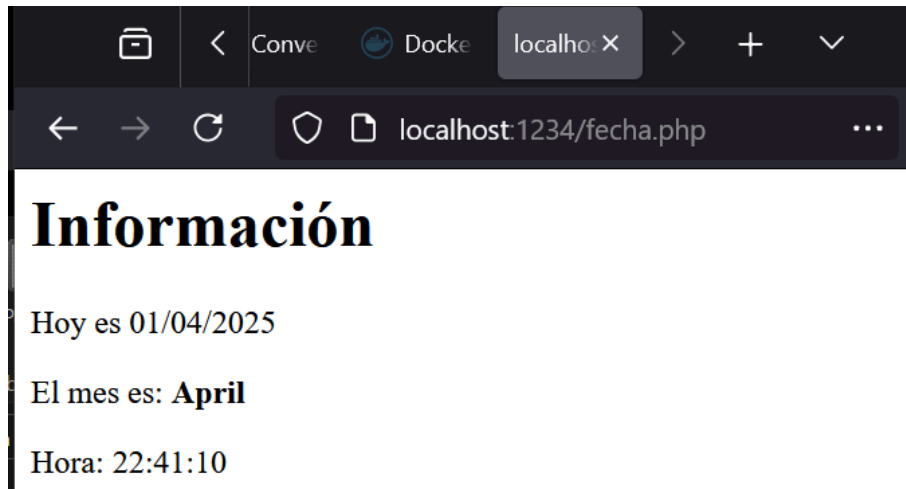 Conve Docke localho
localhost:1234/fecha.php
Información
Hoy es 01/04/2025
El mes es: April
Hora: 22:41:10